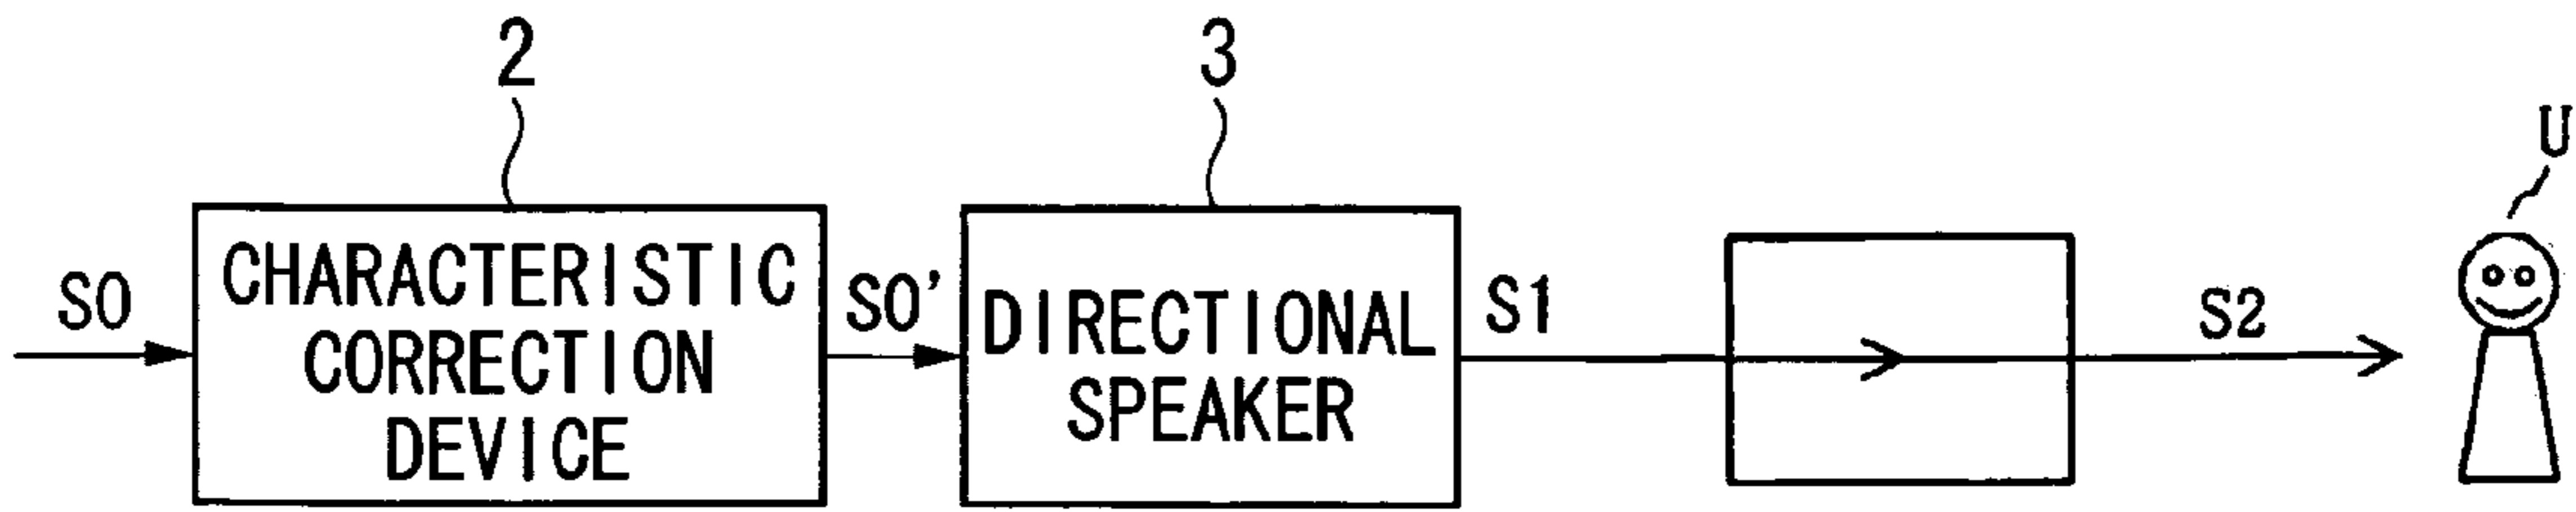 2
3
U
S0
CHARACTERISTIC
CORRECTION
DEVICE
S0'
DIRECTIONAL
SPEAKER
S1
S2